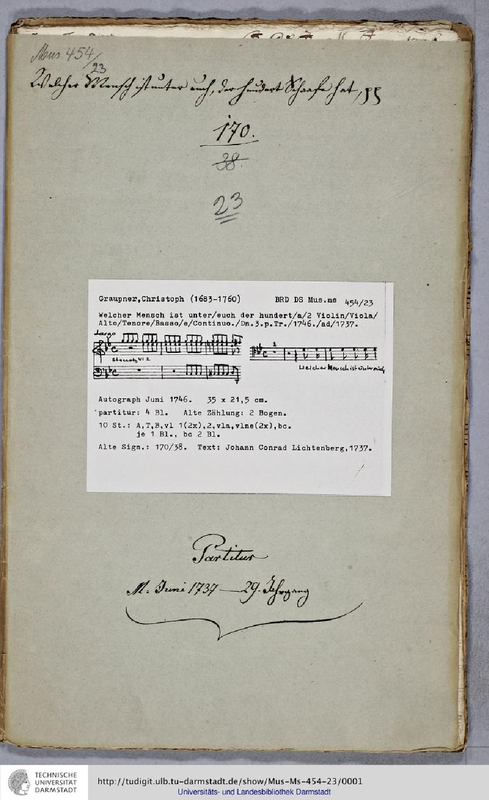 Mus 454/23
Welcher Mensch ist unter euch, der hundert Schaafe hat, pp
170.
38.
23
Graupner,Christoph (1683-1760) BRD DS Mus.ms 454/23
Welcher Mensch ist unter/euch der hundert/a/2 Violin/Viola/
Alto/Tenore/Basso/e/Continuo./Dn.3.p.Tr./1746./ad/1737.
Largo
Welcher Mensch ist unter euch
Autograph Juni 1746. 35 x 21,5 cm.
partitur: 4 Bl. Alte Zählung: 2 Bogen.
10 St.: A,T,B,vl 1(2x),2,vla,vlne(2x),bc.
je 1 Bl., bc 2 Bl.
Alte Sign.: 170/38. Text: Johann Conrad Lichtenberg,1737.
Partitur
M. Juni 1737 — 29. Jahrgang
TECHNISCHE
UNIVERSITÄT
DARMSTADT
http://tudigit.ulb.tu-darmstadt.de/show/Mus-Ms-454-23/0001
Universitäts- und Landesbibliothek Darmstadt